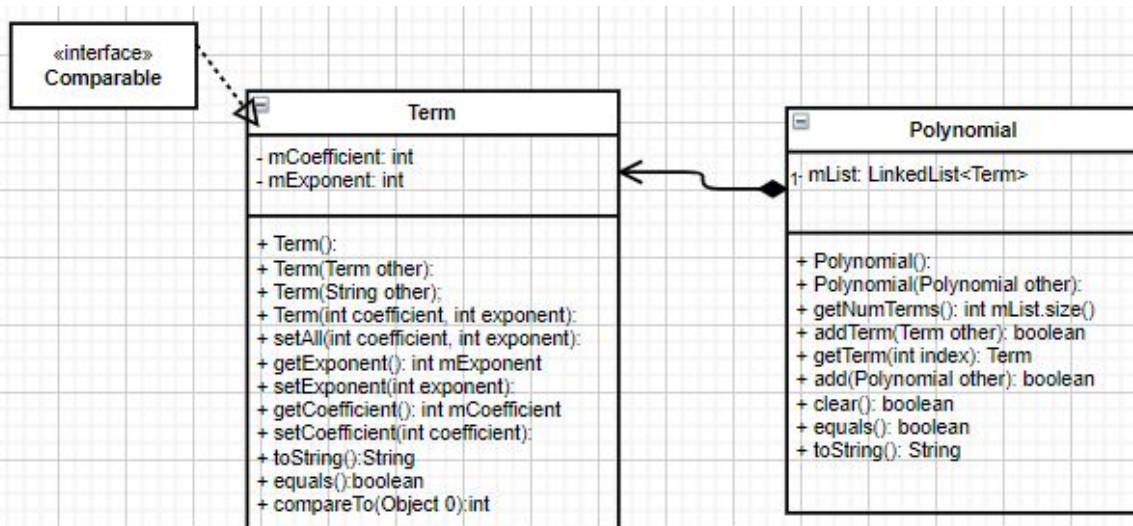 «interface»
Comparable
Term
- mCoefficient: int
- mExponent: int
+ Term():
+ Term(Term other):
+ Term(String other);
+ Term(int coefficient, int exponent):
+ setAll(int coefficient, int exponent):
+ getExponent(): int mExponent
+ setExponent(int exponent):
+ getCoefficient(): int mCoefficient
+ setCoefficient(int coefficient):
+ toString():String
+ equals():boolean
+ compareTo(Object 0):int
Polynomial
1
- mList: LinkedList<Term>
+ Polynomial():
+ Polynomial(Polynomial other):
+ getNumTerms(): int mList.size()
+ addTerm(Term other): boolean
+ getTerm(int index): Term
+ add(Polynomial other): boolean
+ clear(): boolean
+ equals(): boolean
+ toString(): String